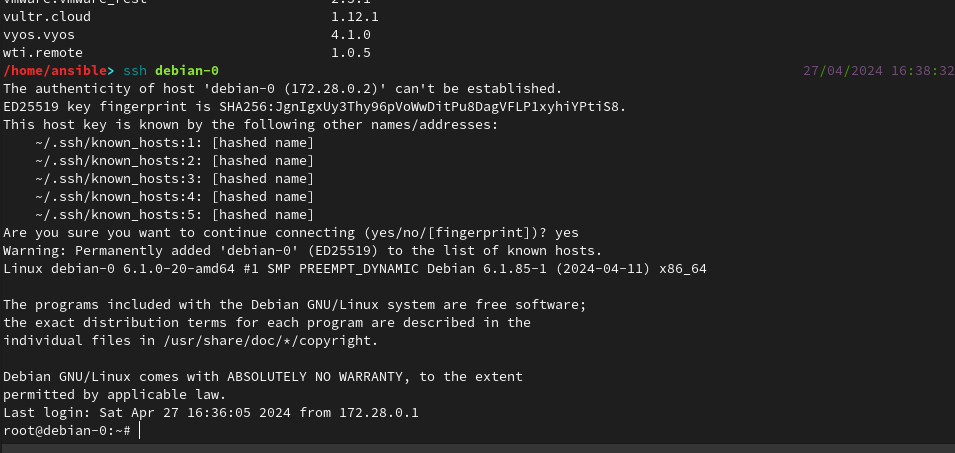 vmware.vmware_rest 2.3.1
vultr.cloud 1.12.1
vyos.vyos 4.1.0
wti.remote 1.0.5
/home/ansible> ssh debian-0 27/04/2024 16:38:32
The authenticity of host 'debian-0 (172.28.0.2)' can't be established.
ED25519 key fingerprint is SHA256:JgnIgxUy3Thy96pVoWwDitPu8DagVFLP1xyhiYPtiS8.
This host key is known by the following other names/addresses:
    ~/.ssh/known_hosts:1: [hashed name]
    ~/.ssh/known_hosts:2: [hashed name]
    ~/.ssh/known_hosts:3: [hashed name]
    ~/.ssh/known_hosts:4: [hashed name]
    ~/.ssh/known_hosts:5: [hashed name]
Are you sure you want to continue connecting (yes/no/[fingerprint])? yes
Warning: Permanently added 'debian-0' (ED25519) to the list of known hosts.
Linux debian-0 6.1.0-20-amd64 #1 SMP PREEMPT_DYNAMIC Debian 6.1.85-1 (2024-04-11) x86_64
The programs included with the Debian GNU/Linux system are free software;
the exact distribution terms for each program are described in the
individual files in /usr/share/doc/*/copyright.
Debian GNU/Linux comes with ABSOLUTELY NO WARRANTY, to the extent
permitted by applicable law.
Last login: Sat Apr 27 16:36:05 2024 from 172.28.0.1
root@debian-0:~#